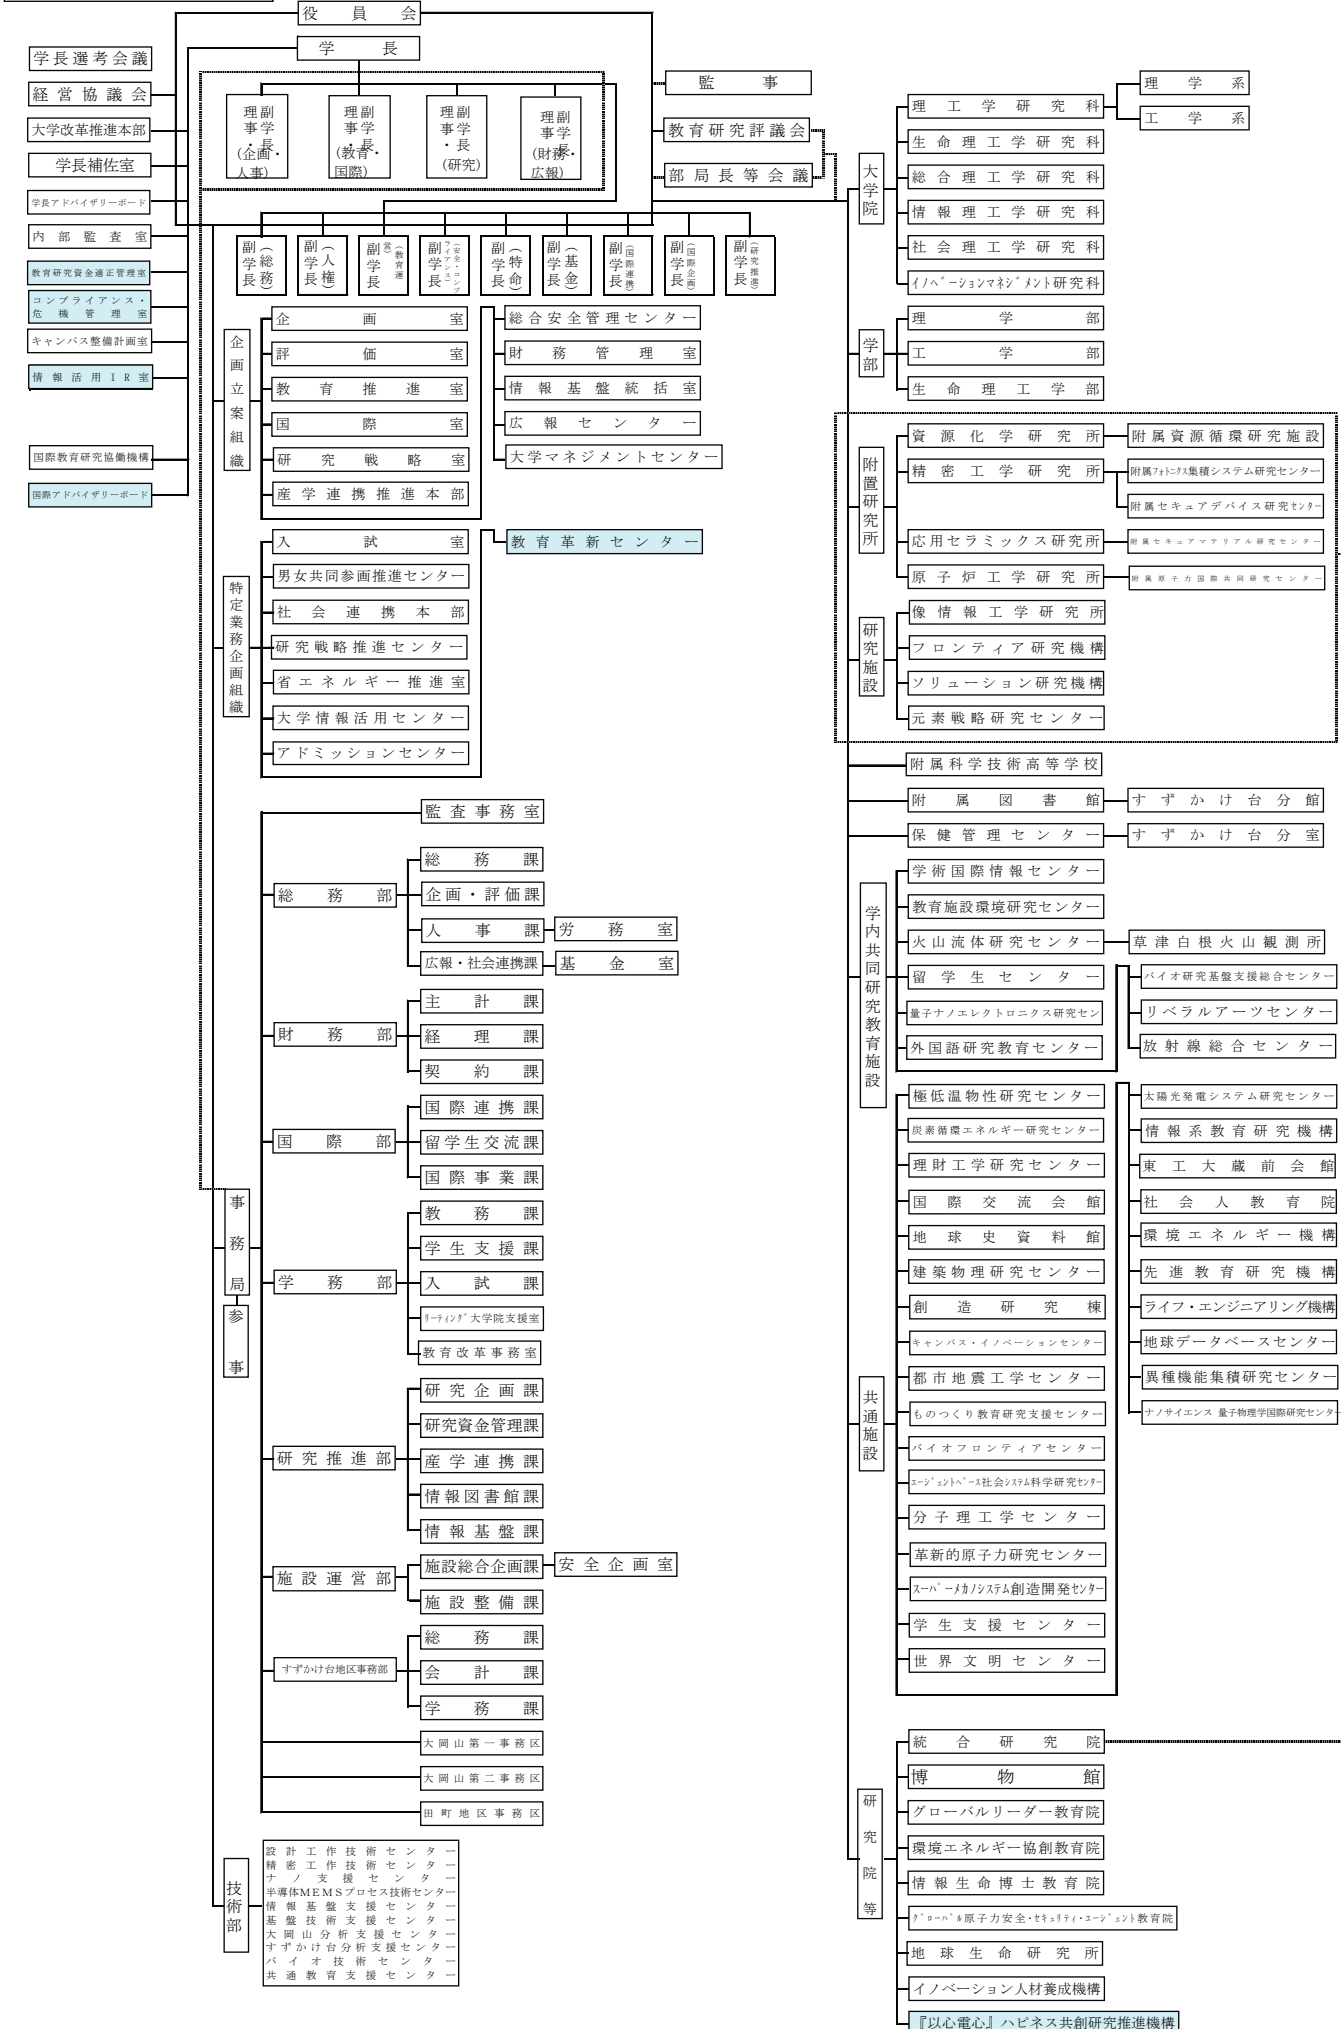 役員会
学長
学長選考会議
経営協議会
大学改革推進本部
学長補佐室
学長アドバイザリーボード
内部監査室
教育研究資金適正管理室
コンプライアンス・
危機管理室
キャンパス整備計画室
情報活用ＩＲ室
国際教育研究協働機構
国際アドバイザリーボード
理事・副学長
(企画・
人事)
理事・副学長
(教育・
国際)
理事・副学長
(研究)
理事・副学長
(財務・
広報)
監事
教育研究評議会
部局長等会議
副学長（総務）
副学長（人権）
副学長（教育運営）
副学長（安全・コンプライアンス）
副学長（特命）
副学長（基金）
副学長（国際連携）
副学長（国際企画）
副学長（研究推進）
企画立案組織
企画室
評価室
教育推進室
国際室
研究戦略室
産学連携推進本部
総合安全管理センター
財務管理室
情報基盤統括室
広報センター
大学マネジメントセンター
特定業務企画組織
入試室
男女共同参画推進センター
社会連携本部
研究戦略推進センター
省エネルギー推進室
大学情報活用センター
アドミッションセンター
教育革新センター
事務局
参事
監査事務室
総務部
総務課
企画・評価課
人事課
労務室
広報・社会連携課
基金室
財務部
主計課
経理課
契約課
国際部
国際連携課
留学生交流課
国際事業課
学務部
教務課
学生支援課
入試課
リーディング大学院支援室
教育改革事務室
研究推進部
研究企画課
研究資金管理課
産学連携課
情報図書館課
情報基盤課
施設運営部
施設総合企画課
安全企画室
施設整備課
すずかけ台地区事務部
総務課
会計課
学務課
大岡山第一事務区
大岡山第二事務区
田町地区事務区
技術部
設計工作技術センター
精密工作技術センター
ナノ支援センター
半導体ＭＥＭＳプロセス技術センター
情報基盤支援センター
基盤技術支援センター
大岡山分析支援センター
すずかけ台分析支援センター
バイオ技術センター
共通教育支援センター
大学院
理工学研究科
理学系
工学系
生命理工学研究科
総合理工学研究科
情報理工学研究科
社会理工学研究科
イノベーションマネジメント研究科
学部
理学部
工学部
生命理工学部
附置研究所
資源化学研究所
附属資源循環研究施設
精密工学研究所
附属フォトニクス集積システム研究センター
附属セキュアデバイス研究センター
応用セラミックス研究所
附属セキュアマテリアル研究センター
原子炉工学研究所
附属原子力国際共同研究センター
研究施設
像情報工学研究所
フロンティア研究機構
ソリューション研究機構
元素戦略研究センター
附属科学技術高等学校
附属図書館
すずかけ台分館
保健管理センター
すずかけ台分室
学内共同研究教育施設
学術国際情報センター
教育施設環境研究センター
火山流体研究センター
草津白根火山観測所
留学生センター
量子ナノエレクトロニクス研究セン
外国語研究教育センター
バイオ研究基盤支援総合センター
リベラルアーツセンター
放射線総合センター
共通施設
極低温物性研究センター
炭素循環エネルギー研究センター
理財工学研究センター
国際交流会館
地球史資料館
建築物理研究センター
創造研究棟
キャンパス・イノベーションセンター
都市地震工学センター
ものつくり教育研究支援センター
バイオフロンティアセンター
エージェントベース社会システム科学研究センター
分子理工学センター
革新的原子力研究センター
スーパーメカノシステム創造開発センター
学生支援センター
世界文明センター
太陽光発電システム研究センター
情報系教育研究機構
東工大蔵前会館
社会人教育院
環境エネルギー機構
先進教育研究機構
ライフ・エンジニアリング機構
地球データベースセンター
異種機能集積研究センター
ナノサイエンス 量子物理学国際研究センター
研究院等
統合研究院
博物館
グローバルリーダー教育院
環境エネルギー協創教育院
情報生命博士教育院
グローバル原子力安全・セキュリティ・エージェント教育院
地球生命研究所
イノベーション人材養成機構
『以心電心』ハピネス共創研究推進機構